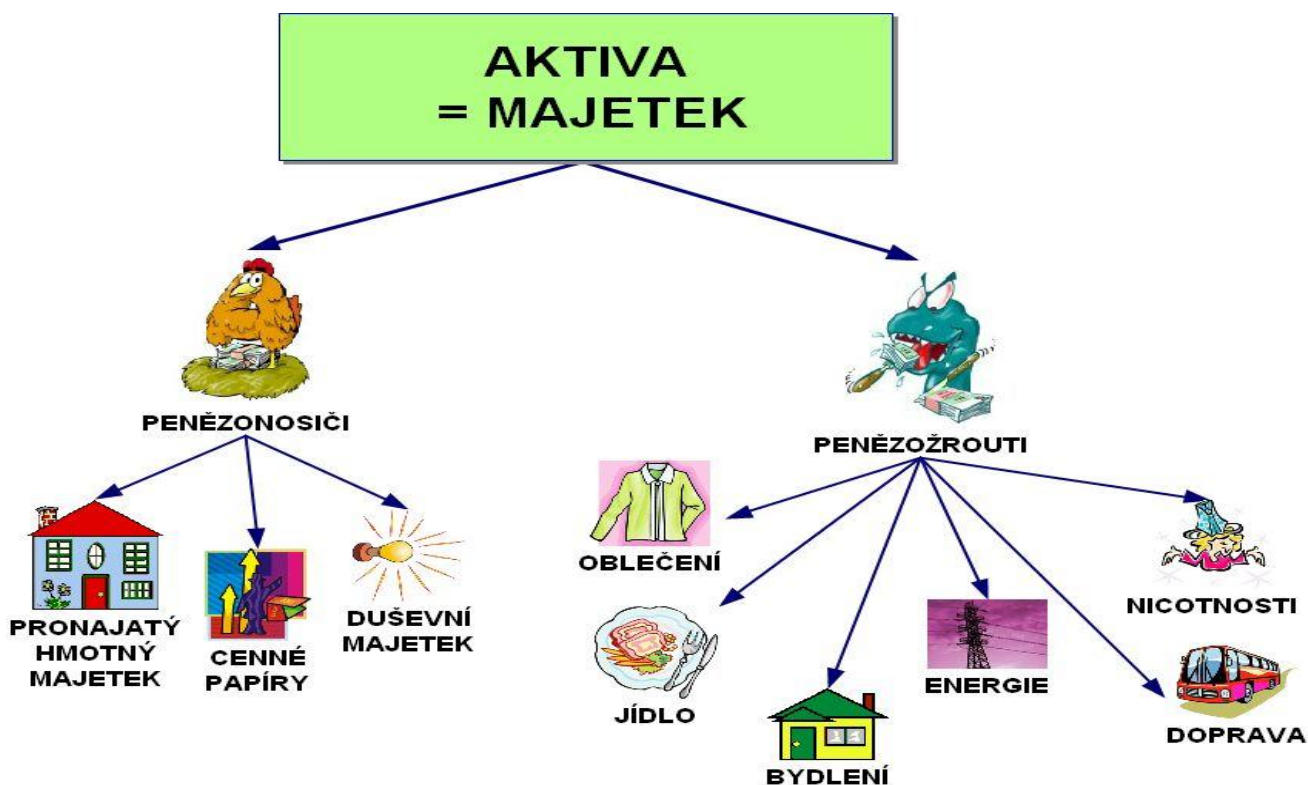 AKTIVA
= MAJETEK
PENĚZONOSIČI
PENĚZOŽROUTI
PRONAJATÝ
HMOTNÝ
MAJETEK
CENNÉ
PAPÍRY
DUŠEVNÍ
MAJETEK
OBLEČENÍ
JÍDLO
BYDLENÍ
ENERGIE
NICOTNOSTI
DOPRAVA